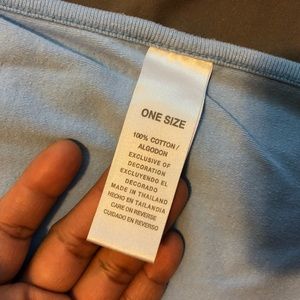 ONE SIZE
100% COTTON/
ALGODON
EXCLUSIVE OF
DECORATION
EXCLUYENDO EL
DECORADO
MADE IN THAILAND
HECHO EN TAILANDIA
CARE ON REVERSE
CUIDADO EN REVERSO